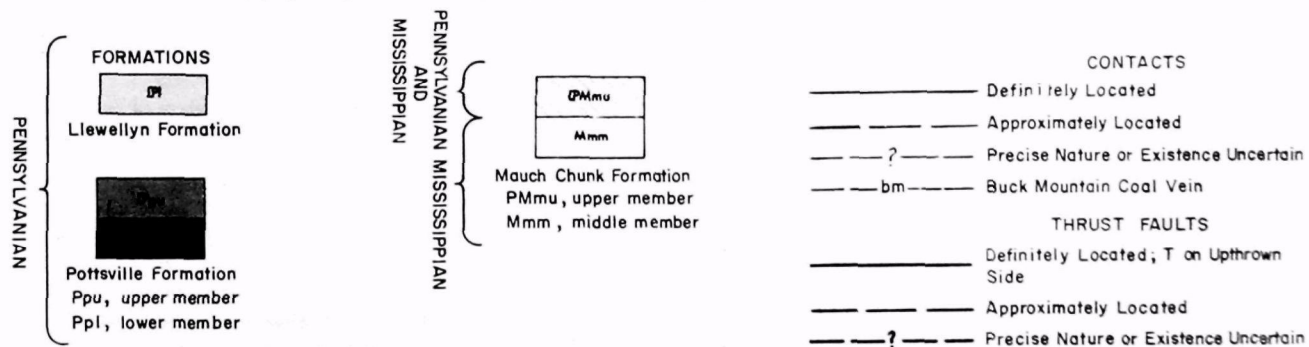 PENNSYLVANIAN
FORMATIONS
Llewellyn Formation
Pottsville Formation
Ppu, upper member
Ppl, lower member
PENNSYLVANIAN
AND
MISSISSIPPIAN
MISSISSIPPIAN
PMmu
Mmm
Mauch Chunk Formation
PMmu, upper member
Mmm, middle member
CONTACTS
Definitely Located
Approximately Located
? Precise Nature or Existence Uncertain
bm Buck Mountain Coal Vein
THRUST FAULTS
Definitely Located; T on Upthrown
Side
Approximately Located
? Precise Nature or Existence Uncertain